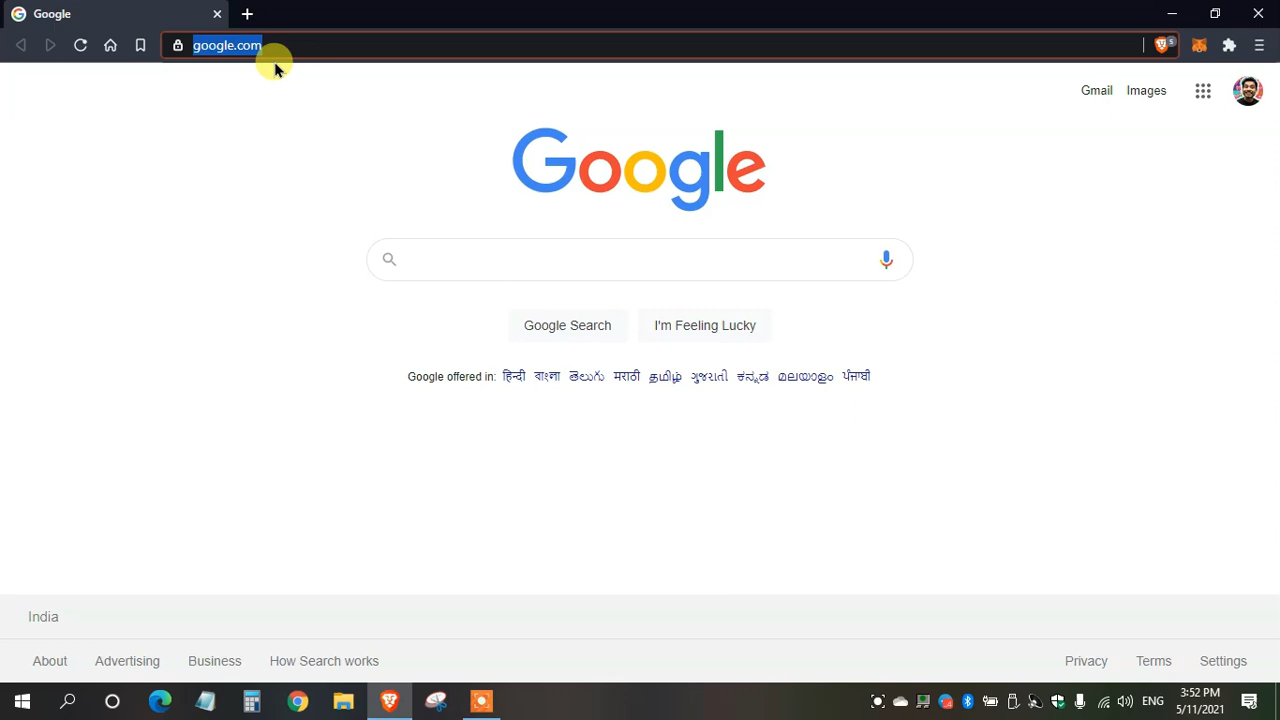 Google
google.com
5
Gmail Images
Google
Google Search I'm Feeling Lucky
Google offered in: हिन्दी বাংলা తెలుగు मराठी தமிழ் ગુજરાતી ಕನ್ನಡ മലയാളം ਪੰਜਾਬੀ
India
About Advertising Business How Search works Privacy Terms Settings
ENG
3:52 PM
5/11/2021